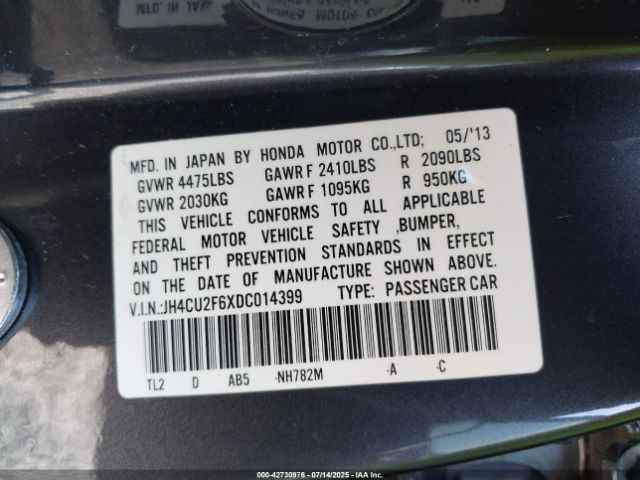 MFD. IN JAPAN BY HONDA MOTOR CO.,LTD; 05/'13
GVWR 4475LBS GAWR F 2410LBS R 2090LBS
GVWR 2030KG GAWR F 1095KG R 950KG
THIS VEHICLE CONFORMS TO ALL APPLICABLE
FEDERAL MOTOR VEHICLE SAFETY ,BUMPER,
AND THEFT PREVENTION STANDARDS IN EFFECT
ON THE DATE OF MANUFACTURE SHOWN ABOVE.
V.I.N.:JH4CU2F6XDC014399 TYPE: PASSENGER CAR
TL2 D AB5 -NH782M -A -C
000-42730976 07/14/2025 IAA, Inc.